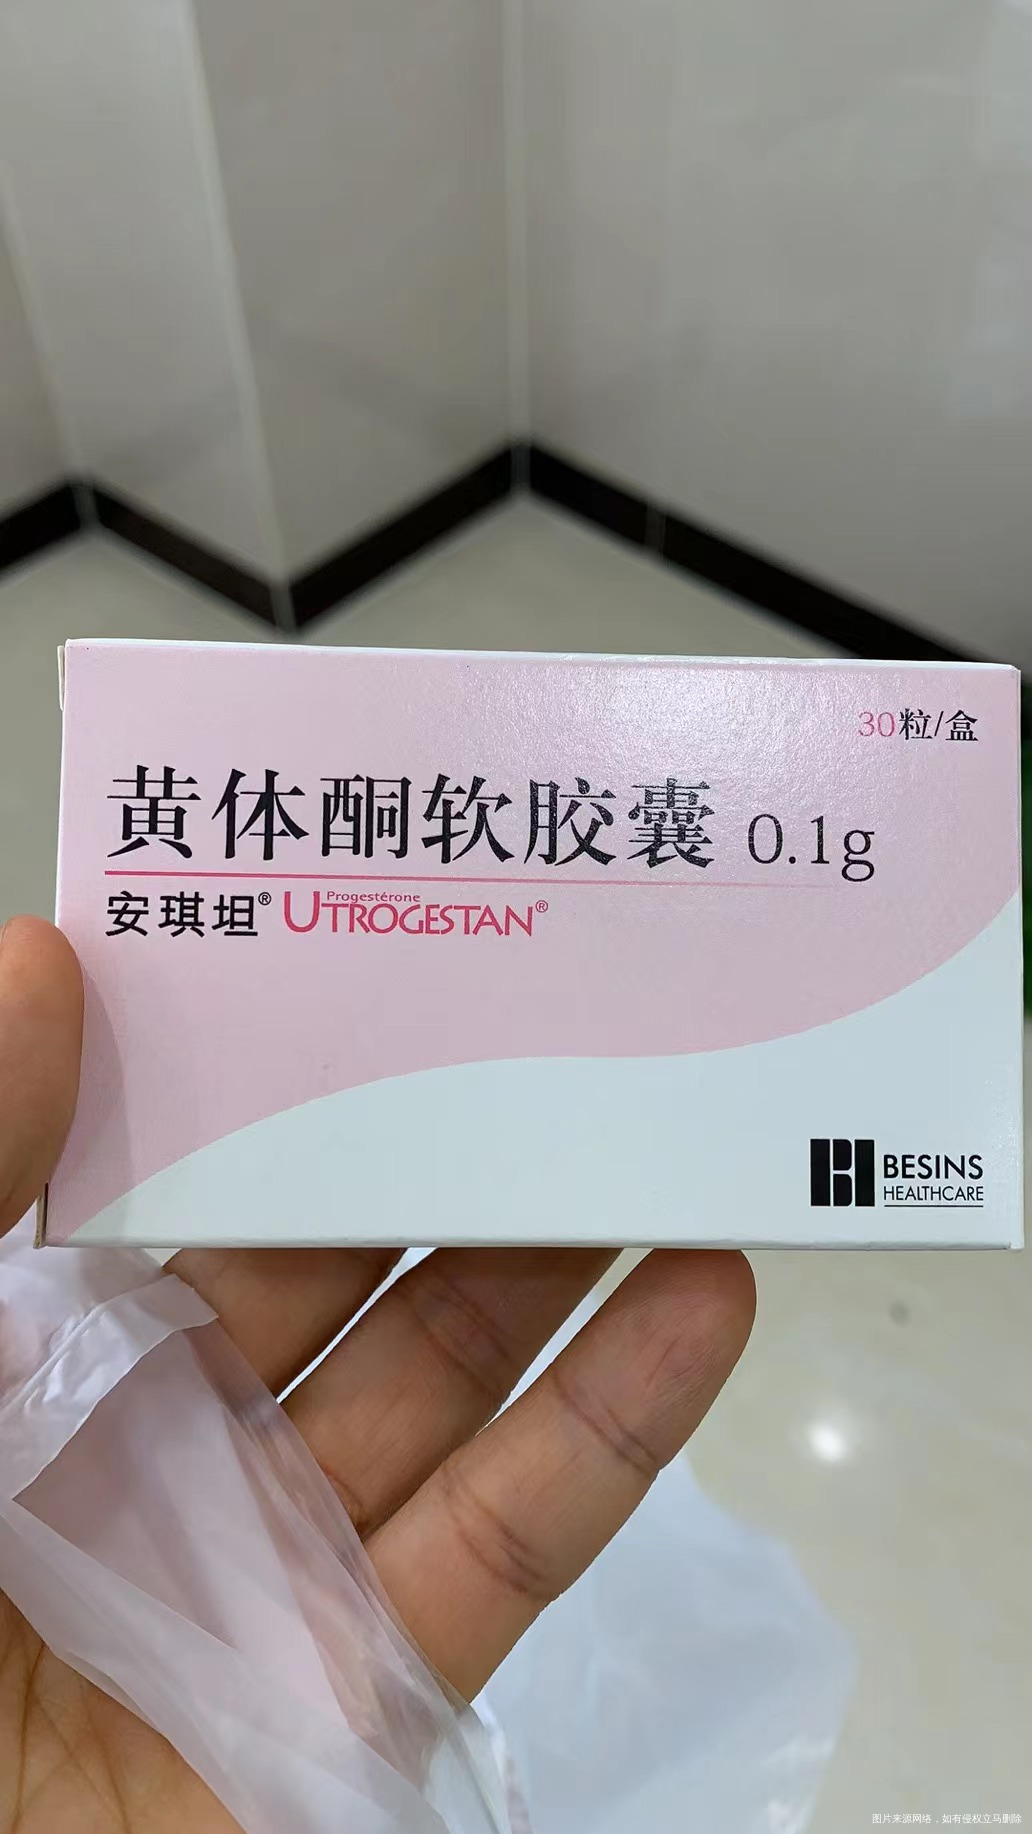 30粒/盒
黄体酮软胶囊 0.1g
安琪坦® Progestérone UTROGESTAN®
BESINS
HEALTHCARE
图片来源网络，如有侵权立马删除